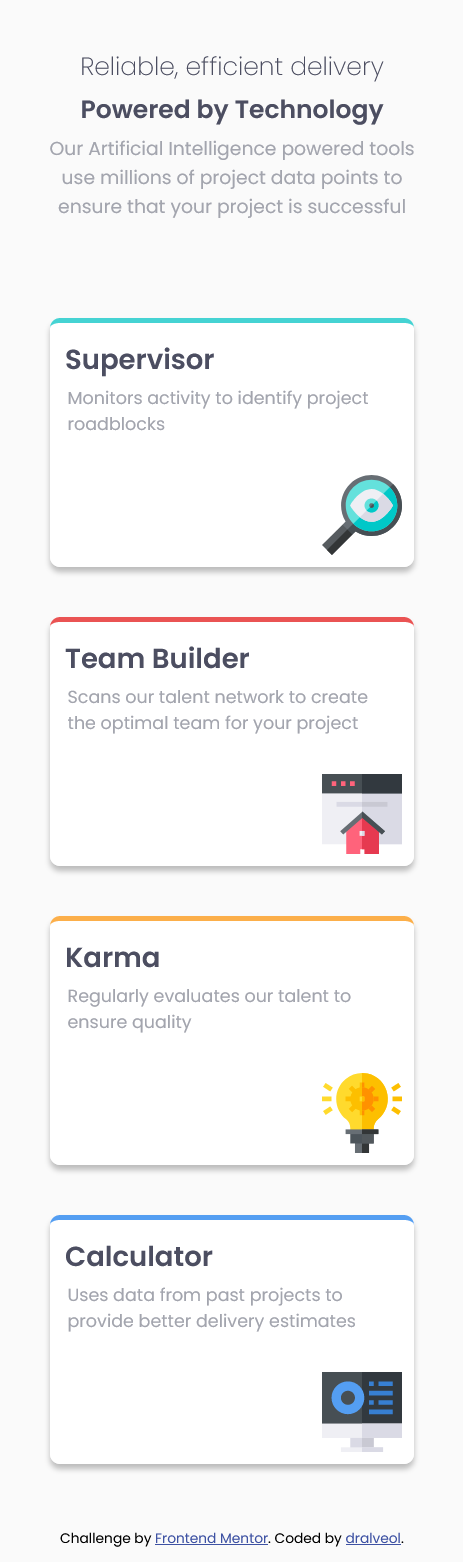 Reliable, efficient delivery
Powered by Technology
Our Artificial Intelligence powered tools
use millions of project data points to
ensure that your project is successful
Supervisor
Monitors activity to identify project
roadblocks
Team Builder
Scans our talent network to create
the optimal team for your project
Karma
Regularly evaluates our talent to
ensure quality
Calculator
Uses data from past projects to
provide better delivery estimates
Challenge by Frontend Mentor. Coded by dralveol.